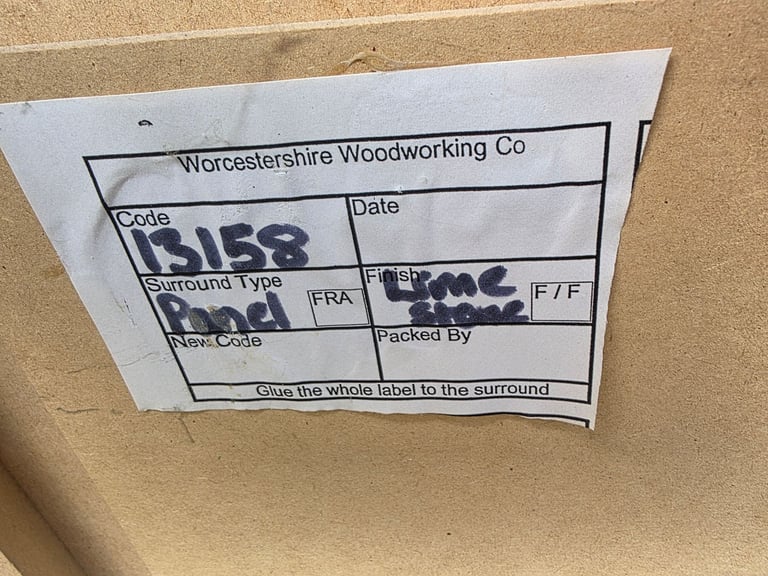 Worcestershire Woodworking Co
Code
Date
13158
Surround Type
Finish
Panel
FRA
Lime
Stone
F / F
New Code
Packed By
Glue the whole label to the surround